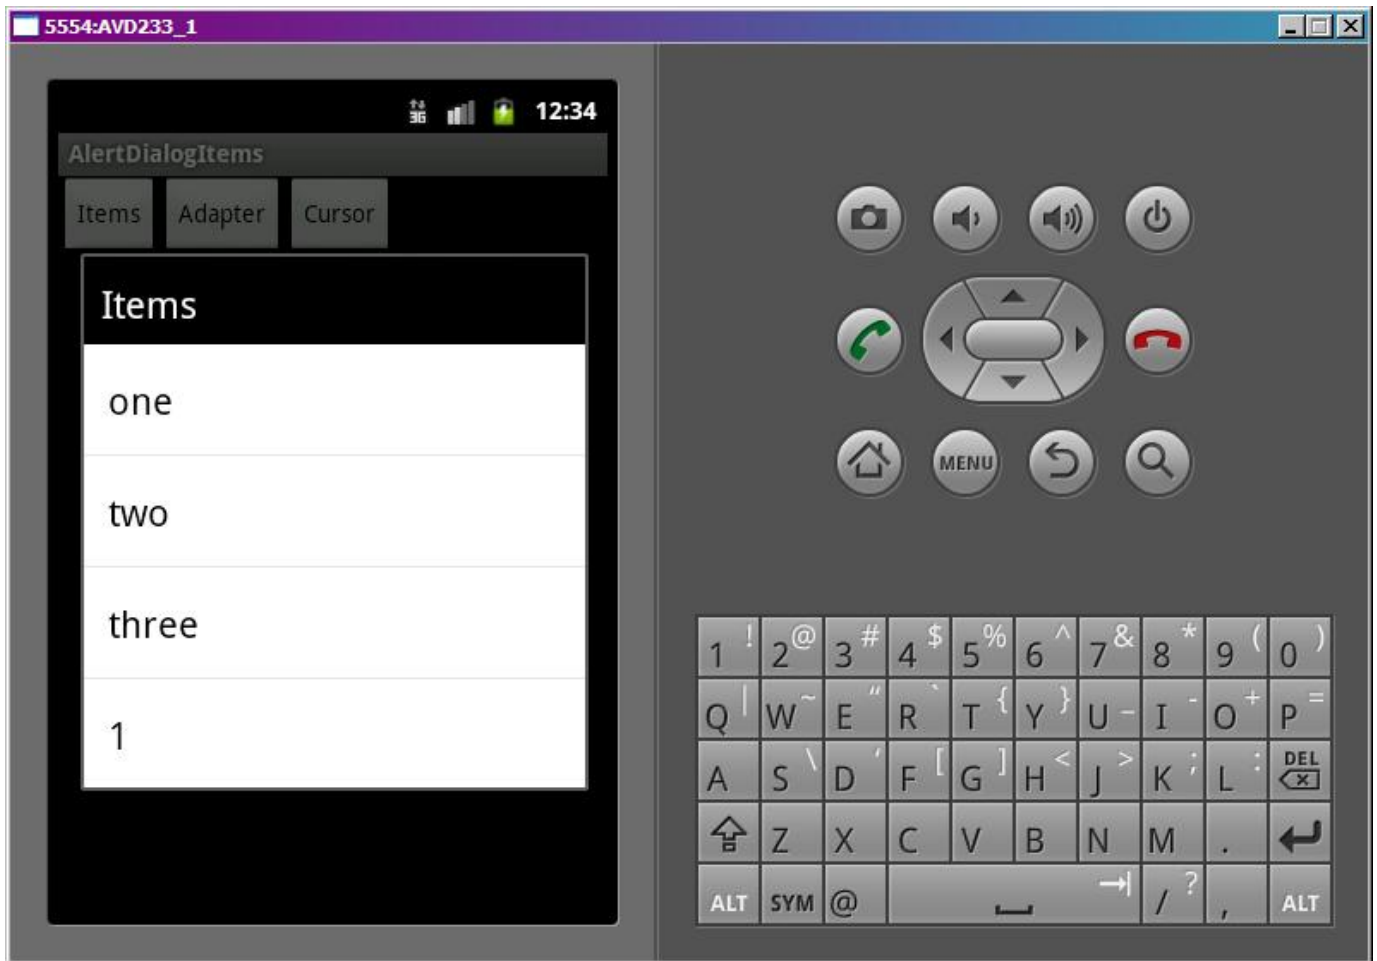 5554:AVD233_1
3G 12:34
AlertDialogItems
Items Adapter Cursor
Items
one
two
three
1
MENU
1 ! 2 @ 3 # 4 $ 5 % 6 ^ 7 & 8 * 9 ( 0 )
Q | W ~ E “ R ` T { Y } U _ I - O + P =
A S \ D ‘ F [ G ] H < J > K ; L : DEL
Z X C V B N M .
ALT SYM @ / ? , ALT